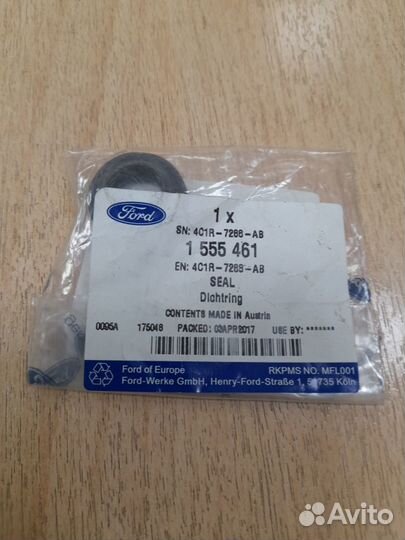 Ford
1 x
SN: 4C1R-7288-AB
1 555 461
EN: 4C1R-7288-AB
SEAL
Dichtring
CONTENTS MADE IN Austria
0095A 175048 PACKED: 03APR2017 USE BY: *******
Ford of Europe RKPMS NO. MFL001
Ford-Werke GmbH, Henry-Ford-Straße 1, 50735 Köln
Avito